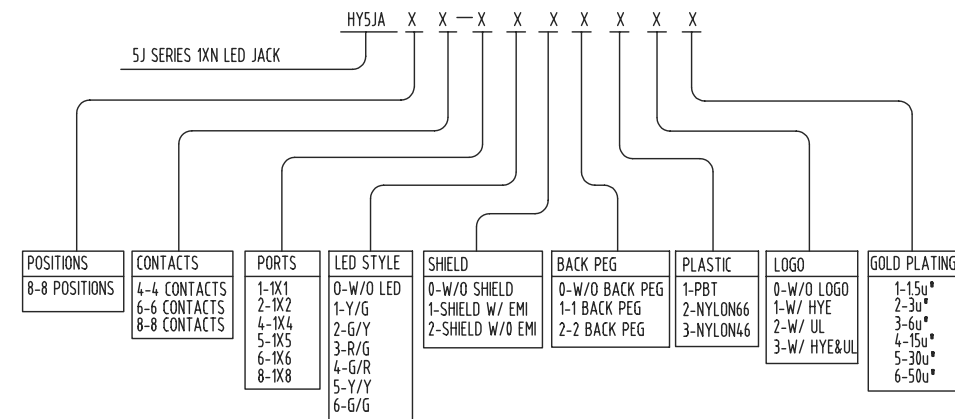 HY5JA X X - X X X X X X X
5J SERIES 1XN LED JACK
POSITIONS
8-8 POSITIONS
CONTACTS
4-4 CONTACTS
6-6 CONTACTS
8-8 CONTACTS
PORTS
1-1X1
2-1X2
4-1X4
5-1X5
6-1X6
8-1X8
LED STYLE
0-W/O LED
1-Y/G
2-G/Y
3-R/G
4-G/R
5-Y/Y
6-G/G
SHIELD
0-W/O SHIELD
1-SHIELD W/ EMI
2-SHIELD W/O EMI
BACK PEG
0-W/O BACK PEG
1-1 BACK PEG
2-2 BACK PEG
PLASTIC
1-PBT
2-NYLON66
3-NYLON46
LOGO
0-W/O LOGO
1-W/ HYE
2-W/ UL
3-W/ HYE&UL
GOLD PLATING
1-1.5u"
2-3u"
3-6u"
4-15u"
5-30u"
6-50u"